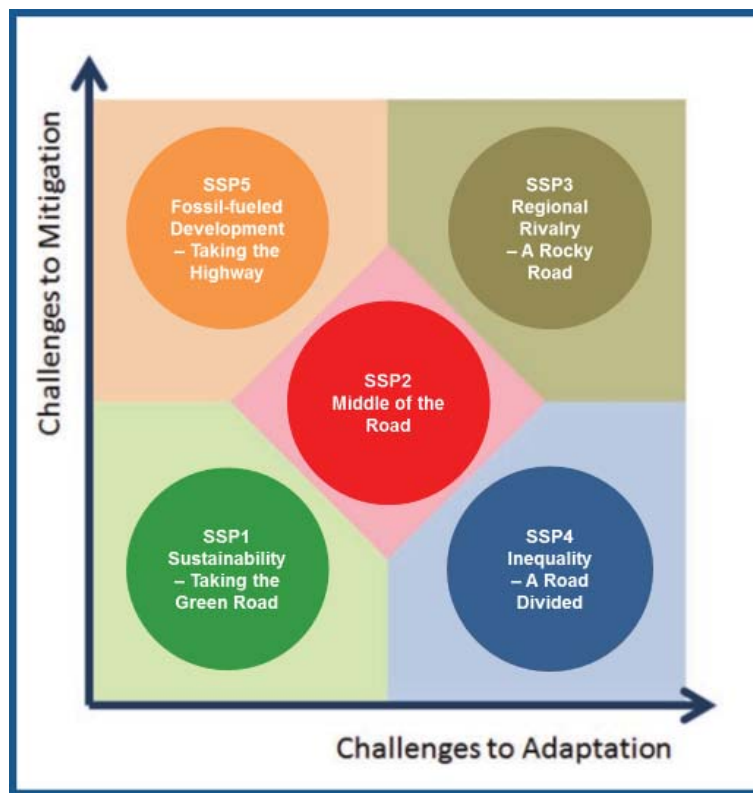 Challenges to Mitigation
SSP5
Fossil-fueled
Development
– Taking the
Highway
SSP3
Regional
Rivalry
– A Rocky
Road
SSP2
Middle of the
Road
SSP1
Sustainability
– Taking the
Green Road
SSP4
Inequality
– A Road
Divided
Challenges to Adaptation